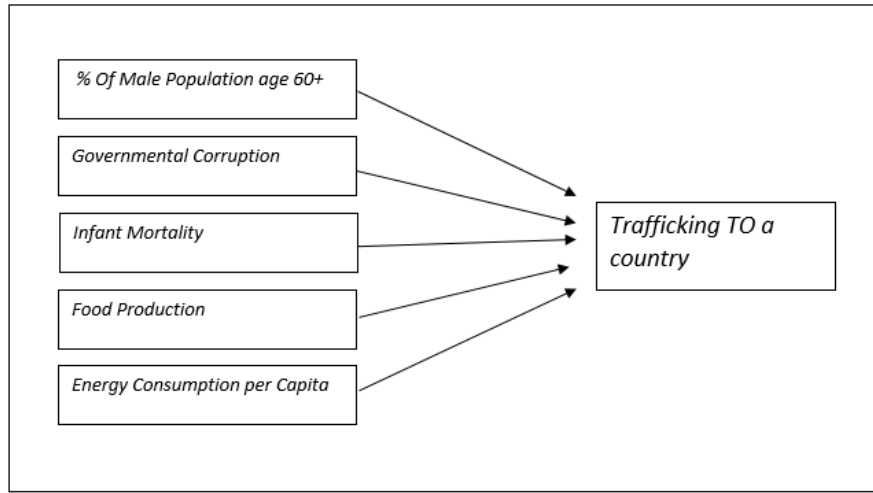 % Of Male Population age 60+
Governmental Corruption
Infant Mortality
Food Production
Energy Consumption per Capita
Trafficking TO a
country